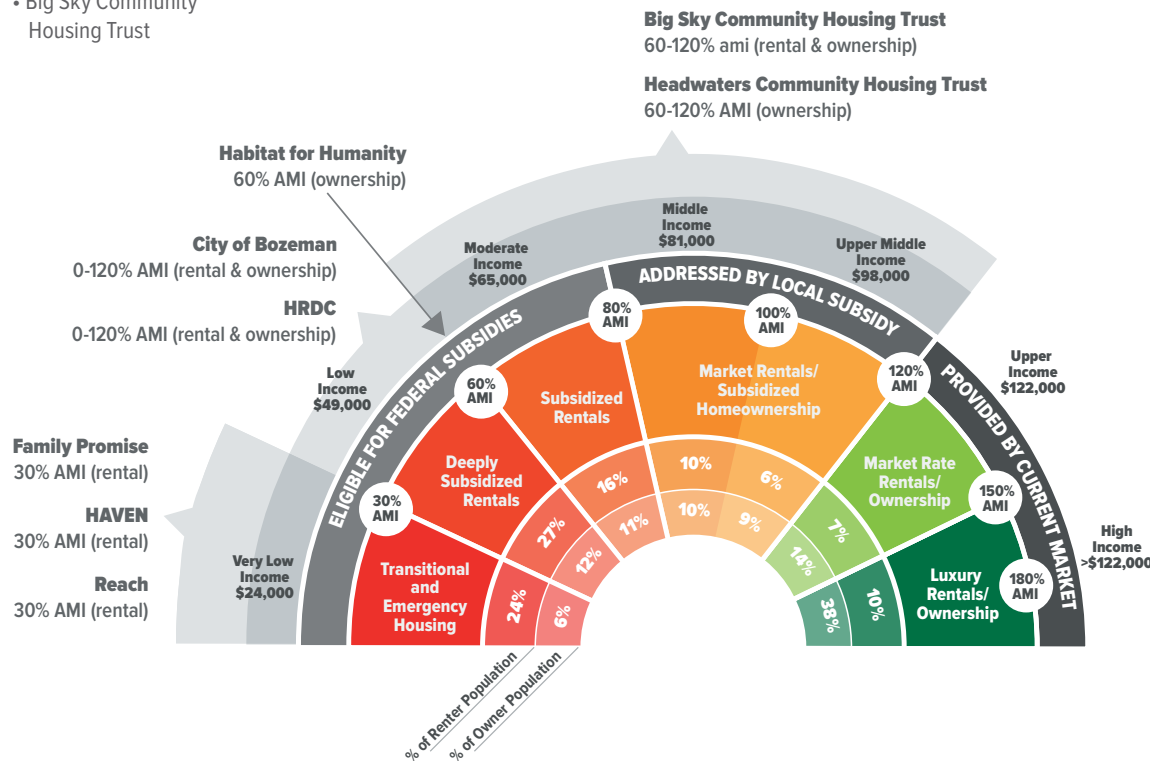 • Big Sky Community
Housing Trust
Big Sky Community Housing Trust
60-120% ami (rental & ownership)
Headwaters Community Housing Trust
60-120% AMI (ownership)
Habitat for Humanity
60% AMI (ownership)
City of Bozeman
0-120% AMI (rental & ownership)
HRDC
0-120% AMI (rental & ownership)
Family Promise
30% AMI (rental)
HAVEN
30% AMI (rental)
Reach
30% AMI (rental)
Very Low
Income
$24,000
Low
Income
$49,000
Moderate
Income
$65,000
Middle
Income
$81,000
Upper Middle
Income
$98,000
Upper
Income
$122,000
High
Income
>$122,000
ELIGIBLE FOR FEDERAL SUBSIDIES
ADDRESSED BY LOCAL SUBSIDY
PROVIDED BY CURRENT MARKET
30%
AMI
60%
AMI
80%
AMI
100%
AMI
120%
AMI
150%
AMI
180%
AMI
Transitional
and
Emergency
Housing
Deeply
Subsidized
Rentals
Subsidized
Rentals
Market Rentals/
Subsidized
Homeownership
Market Rate
Rentals/
Ownership
Luxury
Rentals/
Ownership
24%
27%
16%
10%
6%
7%
10%
6%
12%
11%
10%
9%
14%
38%
% of Renter Population
% of Owner Population